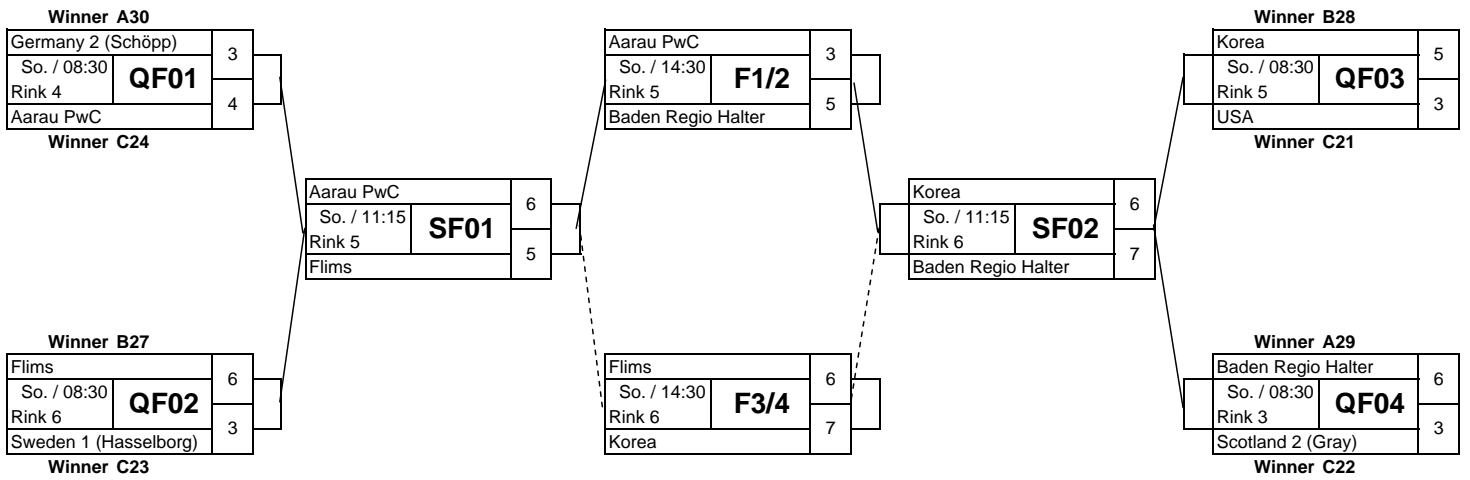 Winner A30
Germany 2 (Schöpp)
3
So. / 08:30
Rink 4
QF01
4
Aarau PwC
Winner C24
Aarau PwC
3
So. / 14:30
Rink 5
F1/2
5
Baden Regio Halter
Winner B28
Korea
5
So. / 08:30
Rink 5
QF03
3
USA
Winner C21
Aarau PwC
6
So. / 11:15
Rink 5
SF01
5
Flims
Korea
6
So. / 11:15
Rink 6
SF02
7
Baden Regio Halter
Winner B27
Flims
6
So. / 08:30
Rink 6
QF02
3
Sweden 1 (Hasselborg)
Winner C23
Flims
6
So. / 14:30
Rink 6
F3/4
7
Korea
Winner A29
Baden Regio Halter
6
So. / 08:30
Rink 3
QF04
3
Scotland 2 (Gray)
Winner C22